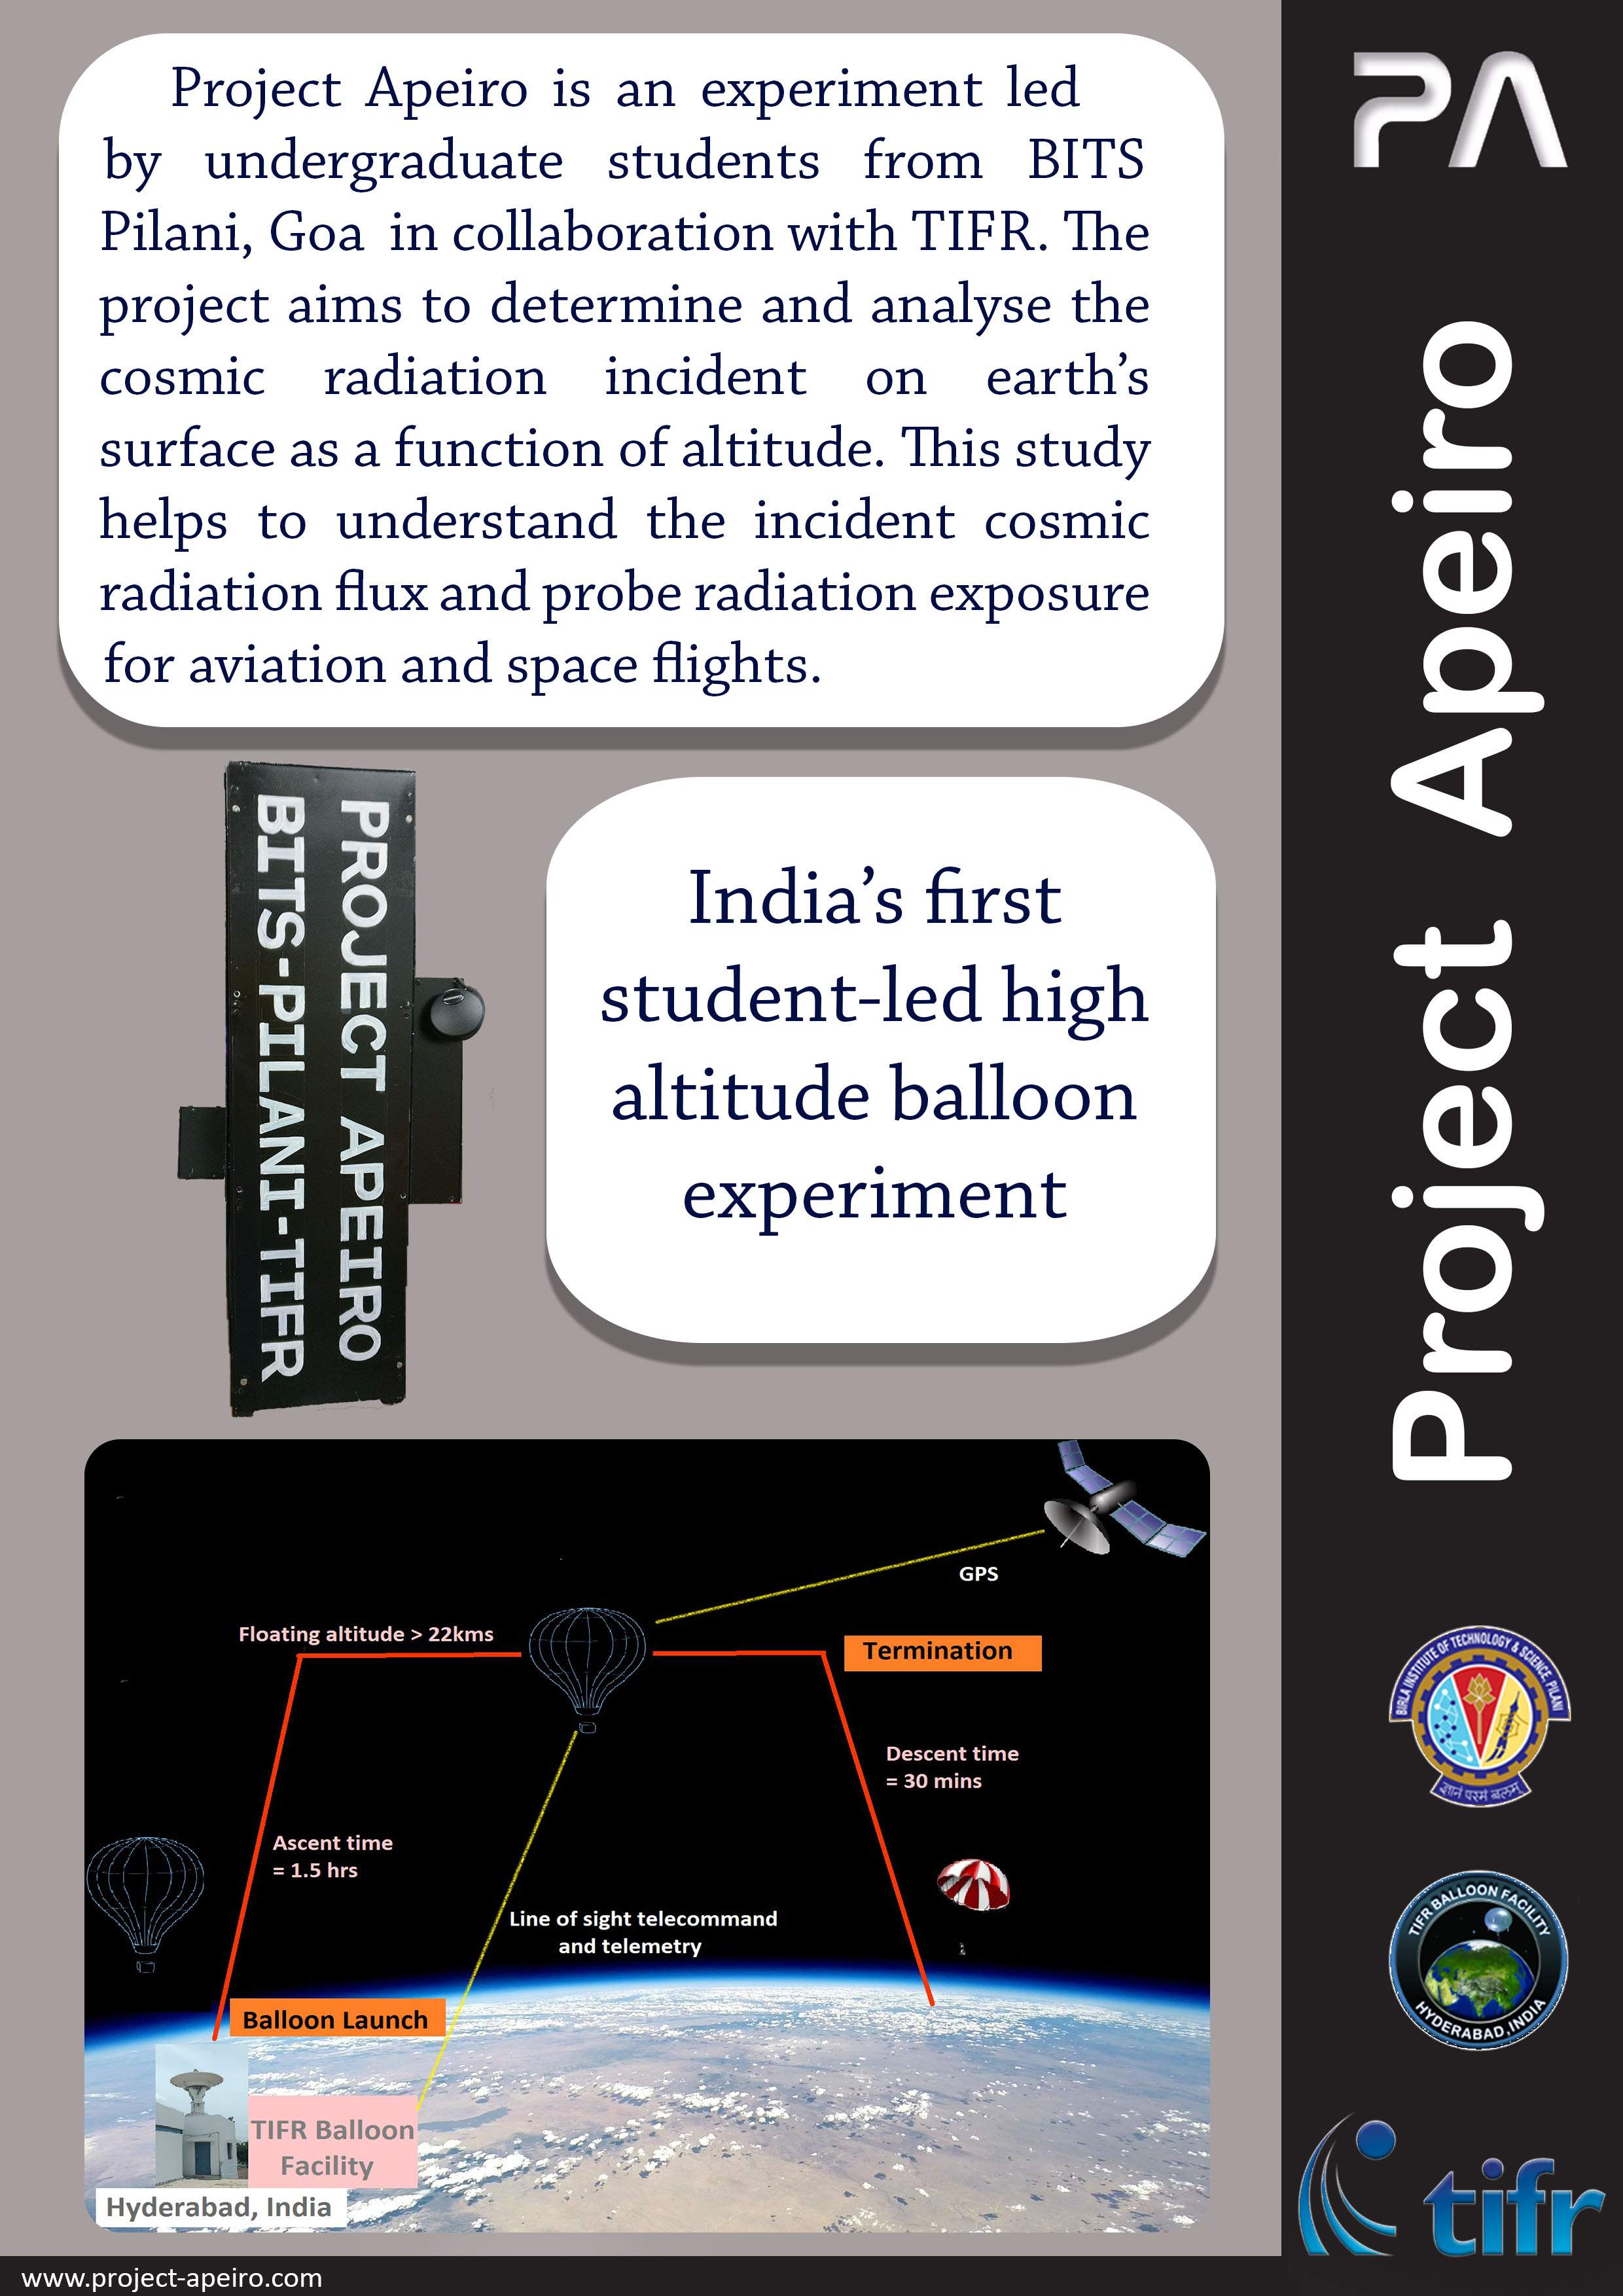 Project Apeiro is an experiment led
by undergraduate students from BITS
Pilani, Goa in collaboration with TIFR. The
project aims to determine and analyse the
cosmic radiation incident on earth's
surface as a function of altitude. This study
helps to understand the incident cosmic
radiation flux and probe radiation exposure
for aviation and space flights.
PROJECT APEIRO
BITS-PILANI-TIFR
India's first
student-led high
altitude balloon
experiment
GPS
Floating altitude > 22kms
Termination
Descent time
= 30 mins
Ascent time
= 1.5 hrs
Line of sight telecommand
and telemetry
Balloon Launch
TIFR Balloon
Facility
Hyderabad, India
www.project-apeiro.com
PA
Project Apeiro
BIRLA INSTITUTE OF TECHNOLOGY & SCIENCE, PILANI
ज्ञानं परमं बलम्
TIFR BALLOON FACILITY
HYDERABAD, INDIA
tifr